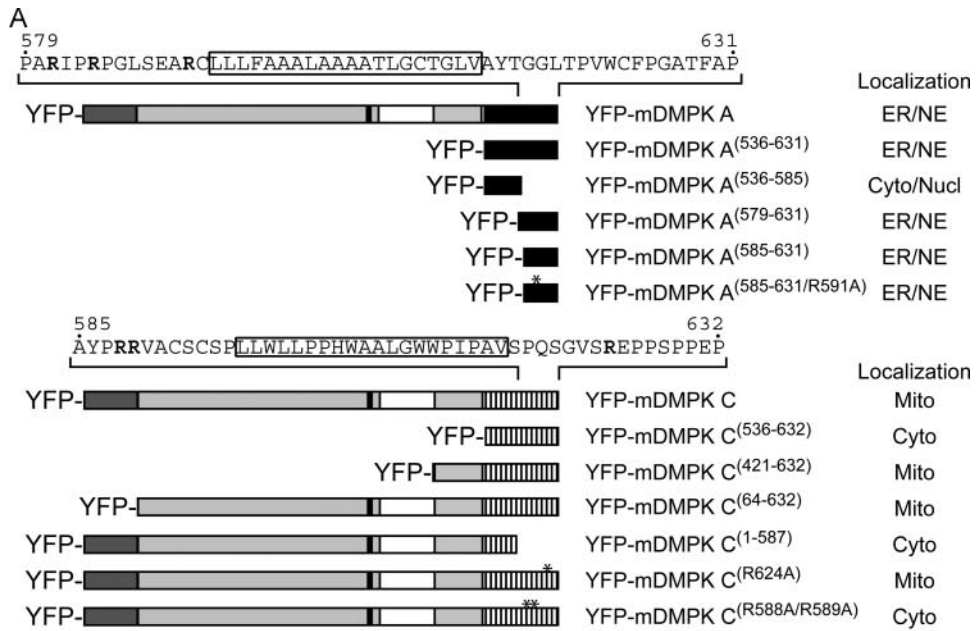 A
579 631
PARIPRPGLSEARCLLLFAAALAAAATLGCTGLVAYTGGLTPVWCFPGATFAP
Localization
YFP- YFP-mDMPK A ER/NE
YFP- YFP-mDMPK A(536-631) ER/NE
YFP- YFP-mDMPK A(536-585) Cyto/Nucl
YFP- YFP-mDMPK A(579-631) ER/NE
YFP- YFP-mDMPK A(585-631) ER/NE
*
YFP- YFP-mDMPK A(585-631/R591A) ER/NE
585 632
AYPRRVACSCSPLLWLLPPHWAALGWWPIPAVSPQSGVSREPPSPPEP
Localization
YFP- YFP-mDMPK C Mito
YFP- YFP-mDMPK C(536-632) Cyto
YFP- YFP-mDMPK C(421-632) Mito
YFP- YFP-mDMPK C(64-632) Mito
YFP- YFP-mDMPK C(1-587) Cyto
*
YFP- YFP-mDMPK C(R624A) Mito
**
YFP- YFP-mDMPK C(R588A/R589A) Cyto